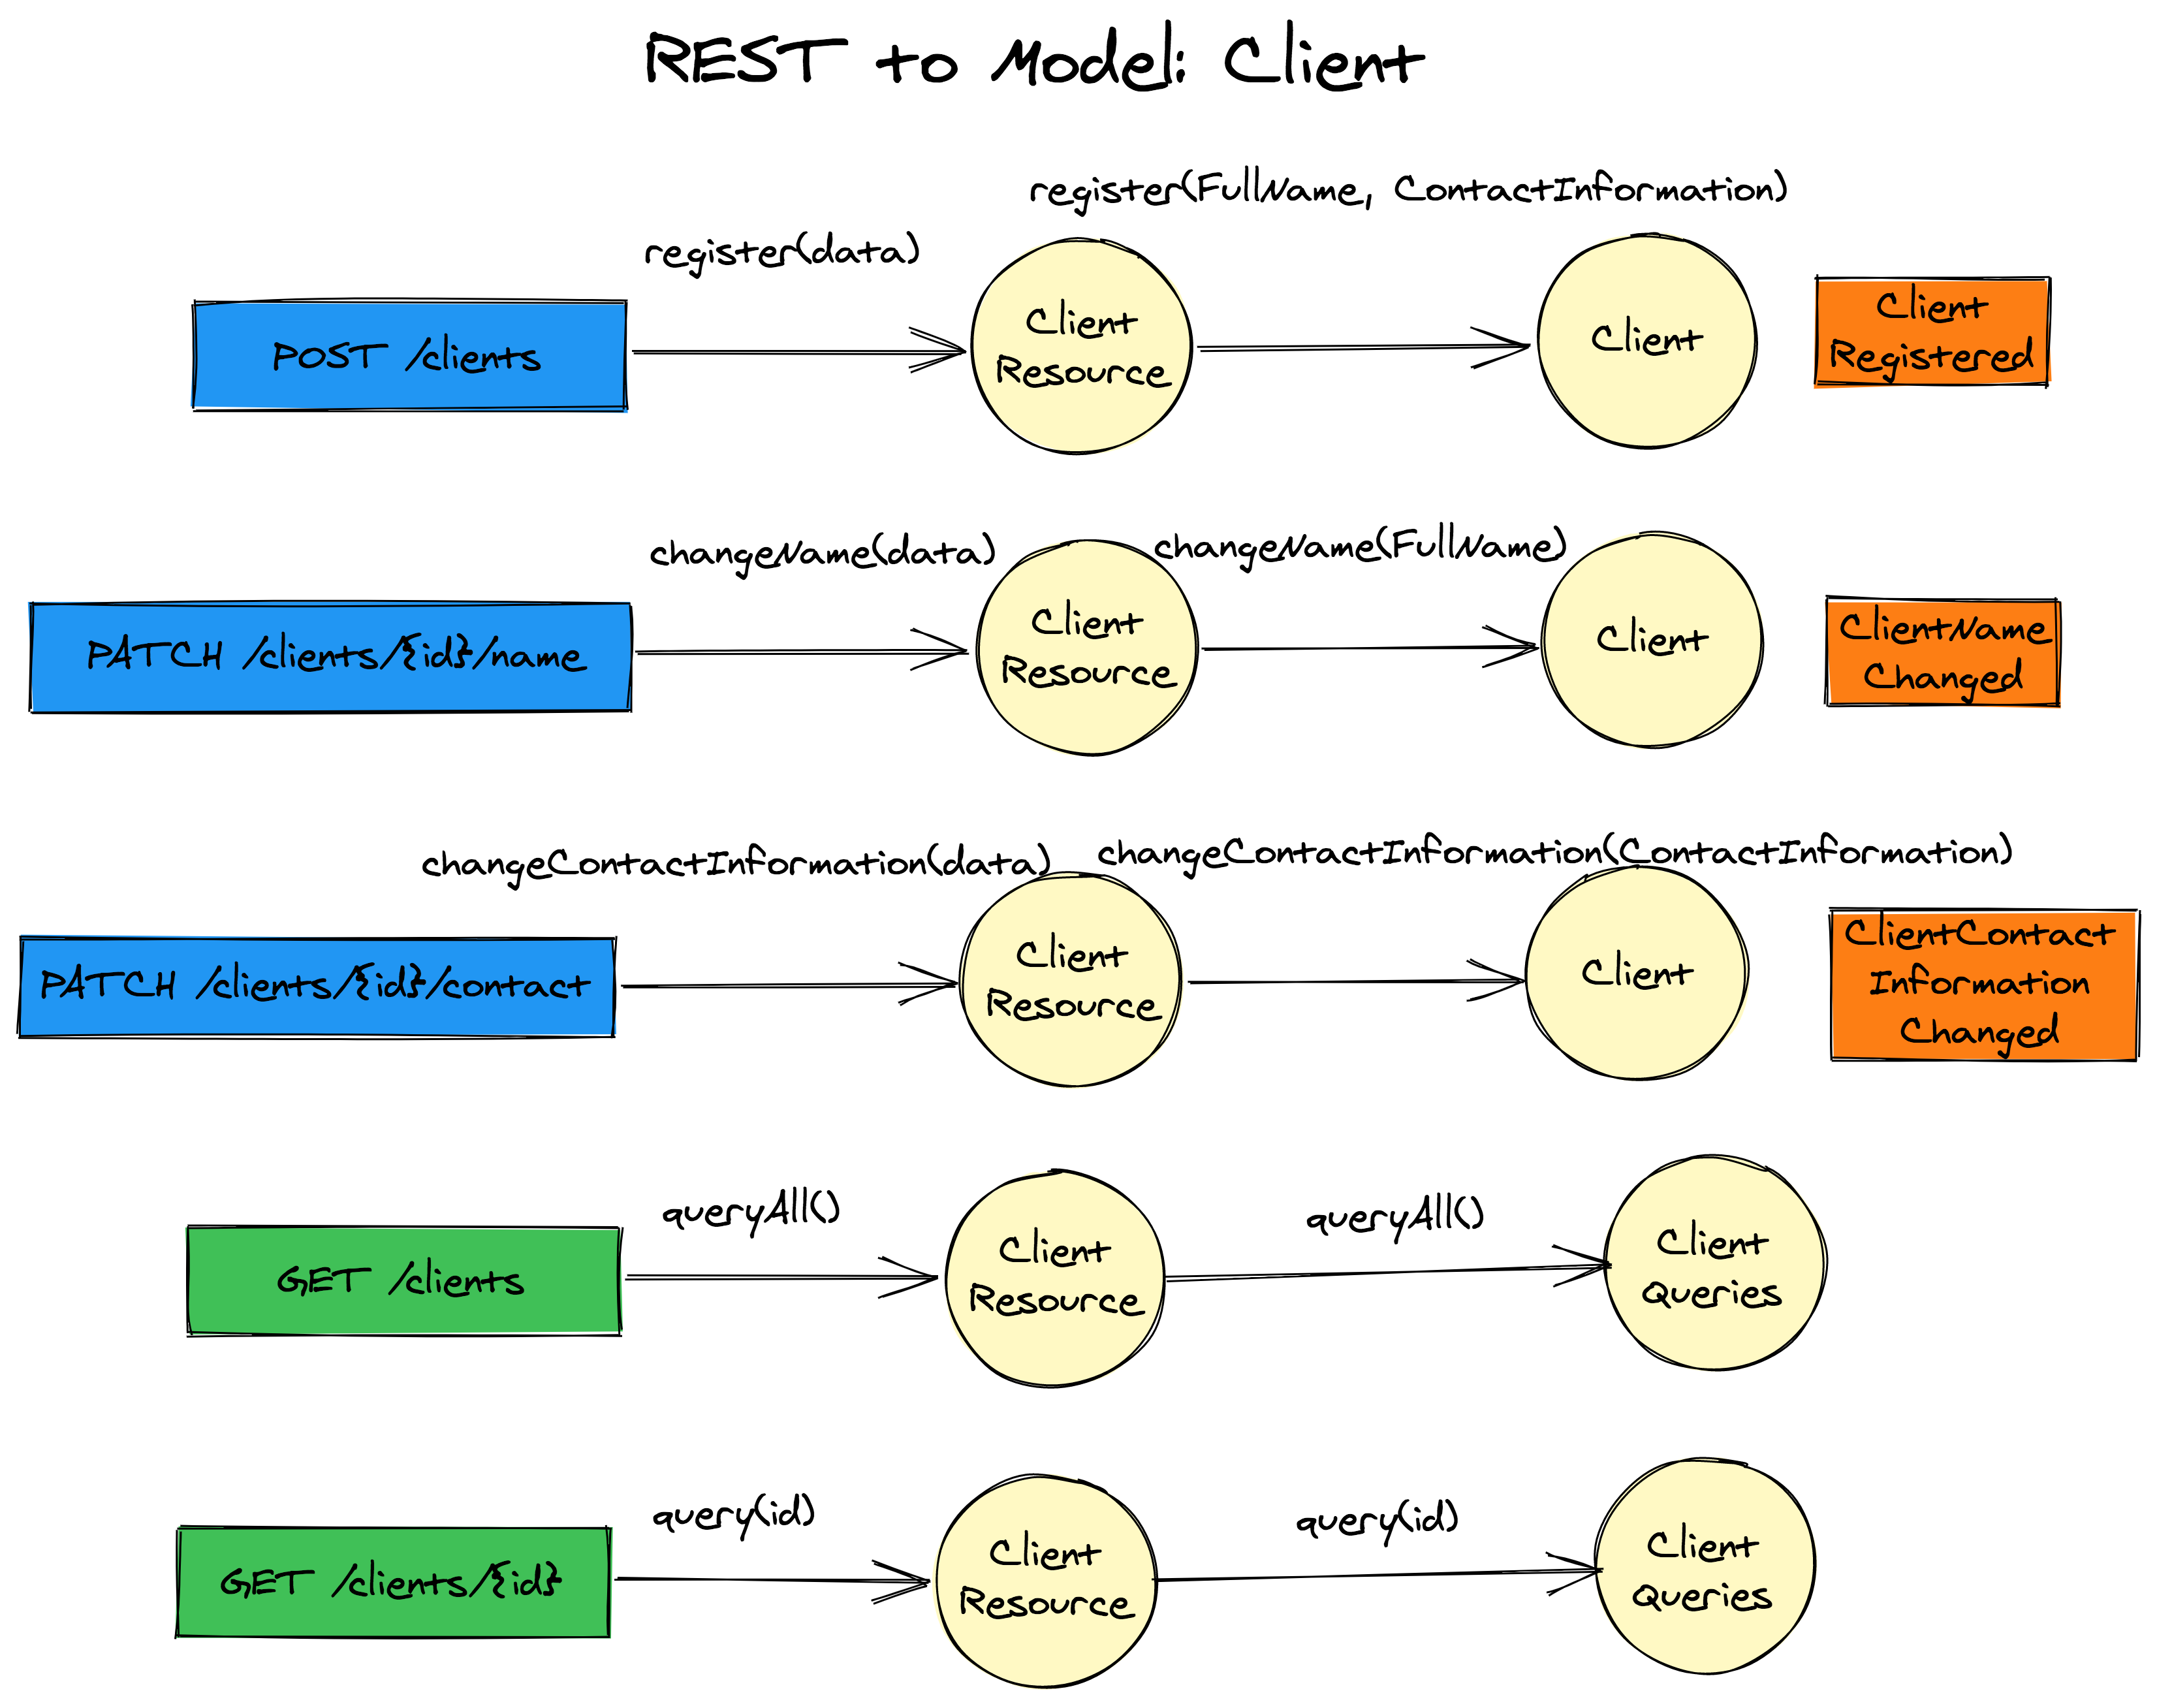 REST to Model: Client
register(FullName, ContactInformation)
register(data)
POST /clients
Client
Resource
Client
Client
Registered
changeName(data)
changeName(FullName)
PATCH /clients/{id}/name
Client
Resource
Client
ClientName
Changed
changeContactInformation(data)
changeContactInformation(ContactInformation)
PATCH /clients/{id}/contact
Client
Resource
Client
ClientContact
Information
Changed
queryAll()
queryAll()
GET /clients
Client
Resource
Client
Queries
query(id)
query(id)
GET /clients/{id}
Client
Resource
Client
Queries